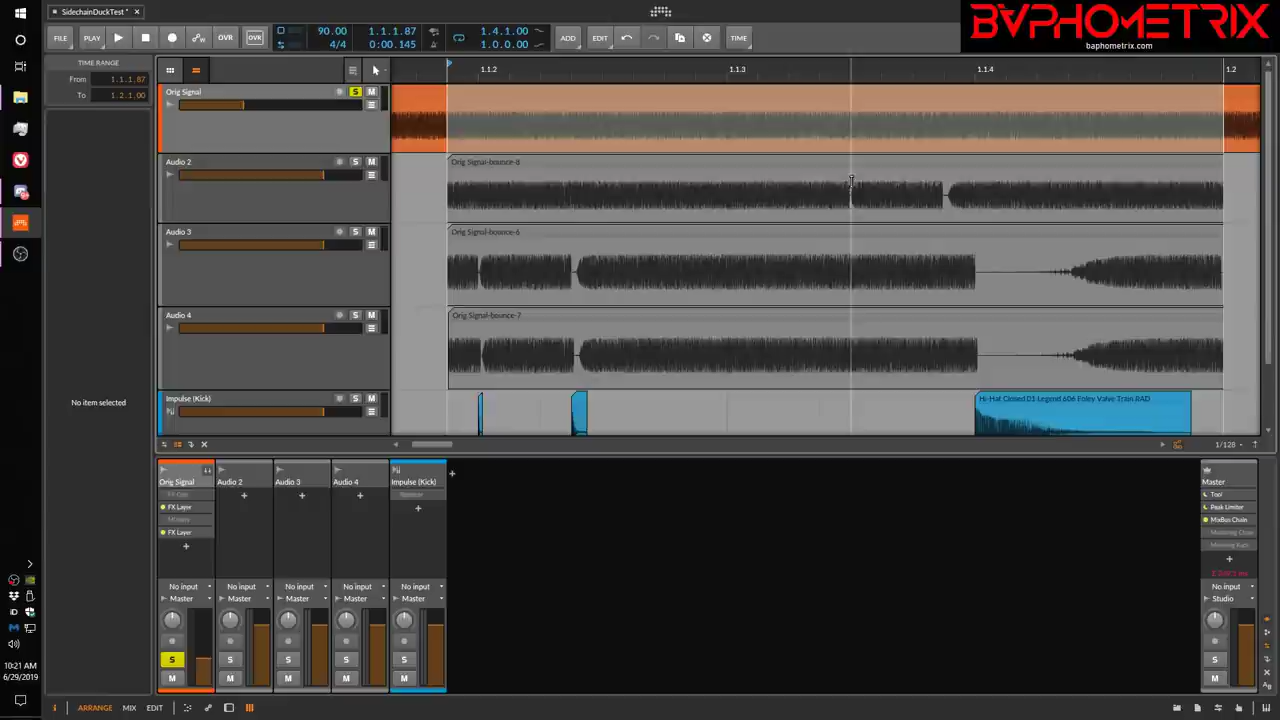 SidechainDuckTest *
BAPHOMETRIX
baphometrix.com
FILE
PLAY
OVR
OVR
90.00
4/4
1.1.1.87
0:00.145
1.4.1.00
1.0.0.00
ADD
EDIT
TIME
TIME RANGE
From 1.1.1.87
To 1.2.1.00
No item selected
1.1.2
1.1.3
1.1.4
1.2
Orig Signal
S
M
Audio 2
S
M
Orig Signal-bounce-8
Audio 3
S
M
Orig Signal-bounce-6
Audio 4
S
M
Orig Signal-bounce-7
Impulse (Kick)
S
M
Hi-Hat Closed D1 Legend 606 Foley Valve Train RAD
1/128
Orig Signal
Audio 2
Audio 3
Audio 4
Impulse (Kick)
Master
FX Layer
FX Layer
Tool
Peak Limiter
MixBus Chain
No input
No input
No input
No input
No input
No input
Master
Master
Master
Master
Master
Studio
S
S
S
S
S
S
M
M
M
M
M
M
10:21 AM
6/29/2019
ARRANGE
MIX
EDIT